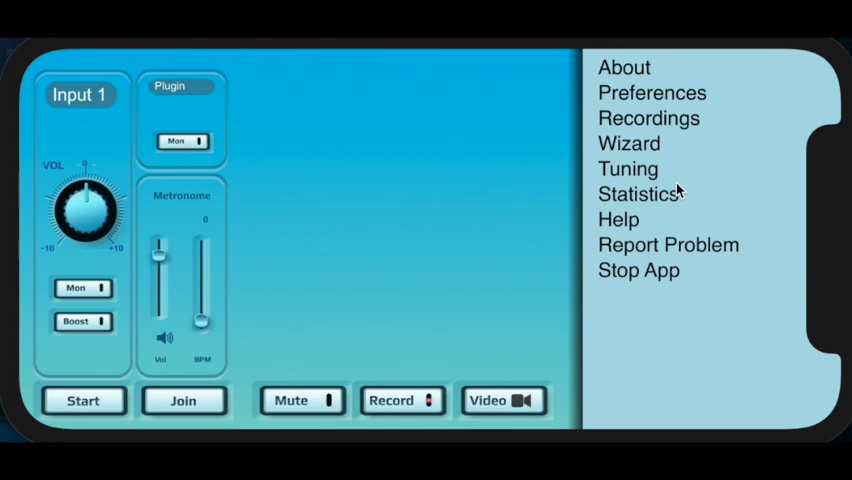 Input 1
VOL
0
-10
+10
Mon
Boost
Plugin
Mon
Metronome
0
Vol
BPM
Start
Join
Mute
Record
Video
About
Preferences
Recordings
Wizard
Tuning
Statistics
Help
Report Problem
Stop App